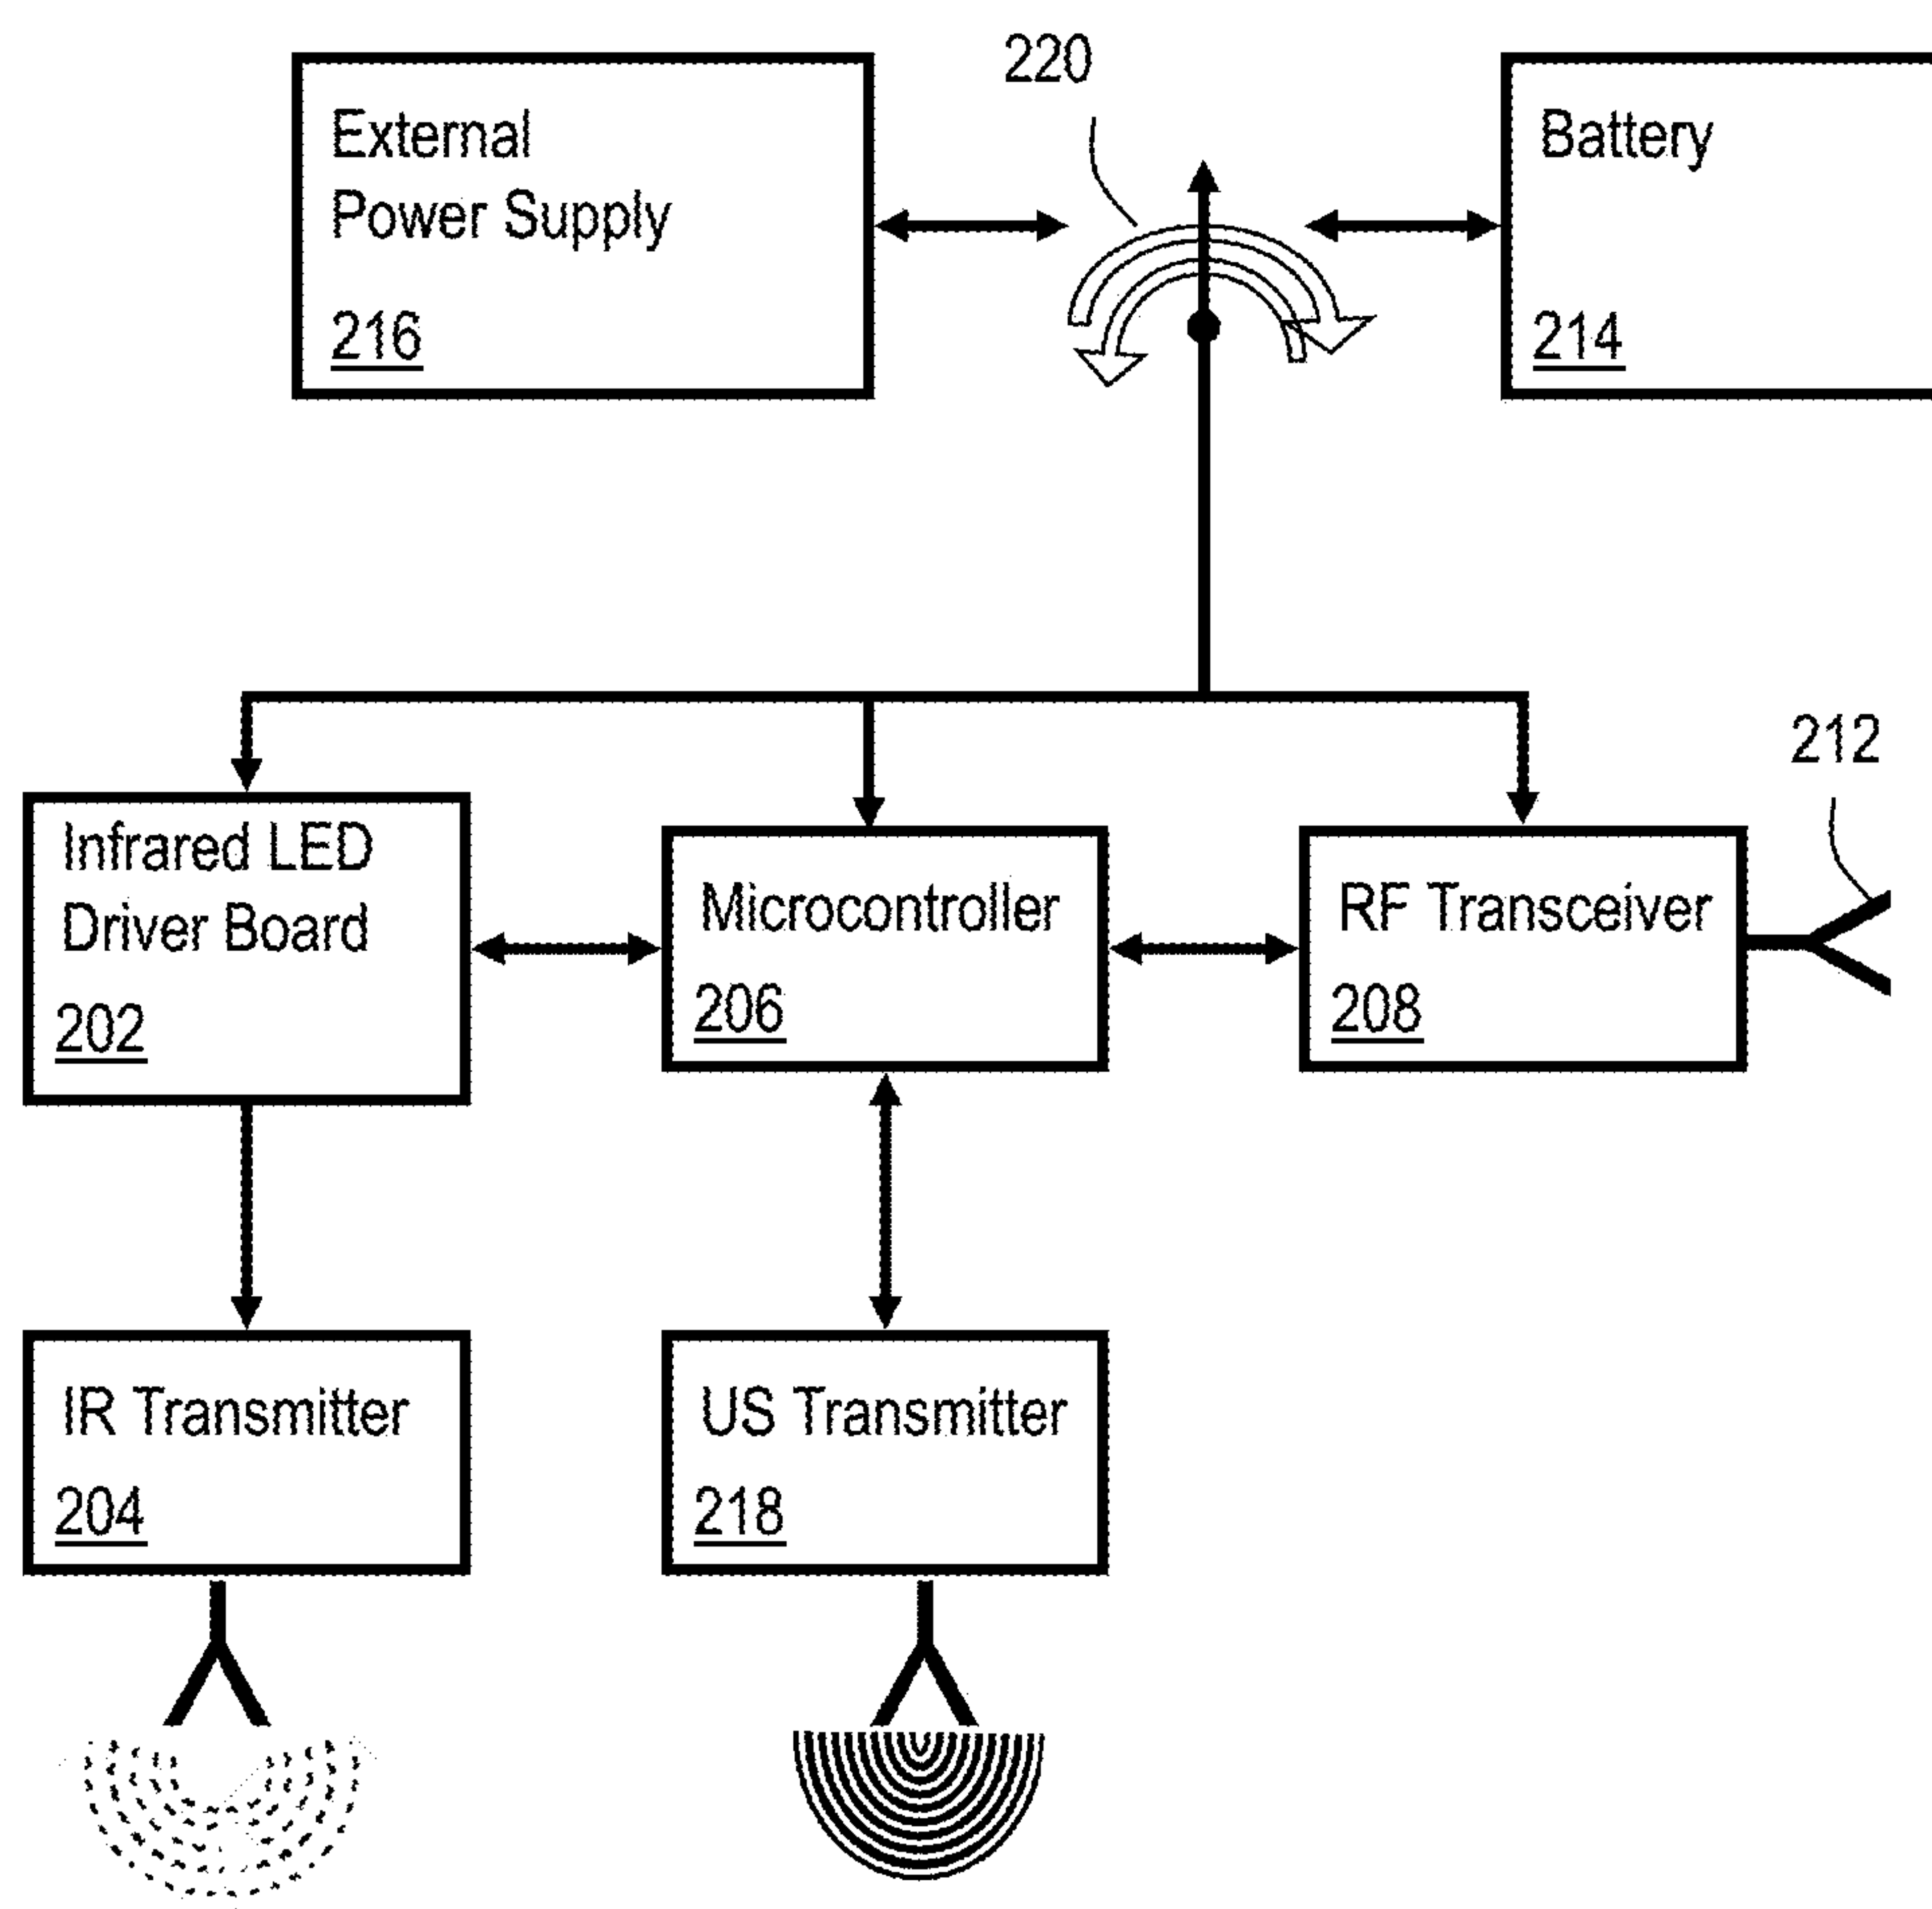 220
External
Power Supply
216
Battery
214
212
Infrared LED
Driver Board
202
Microcontroller
206
RF Transceiver
208
IR Transmitter
204
US Transmitter
218